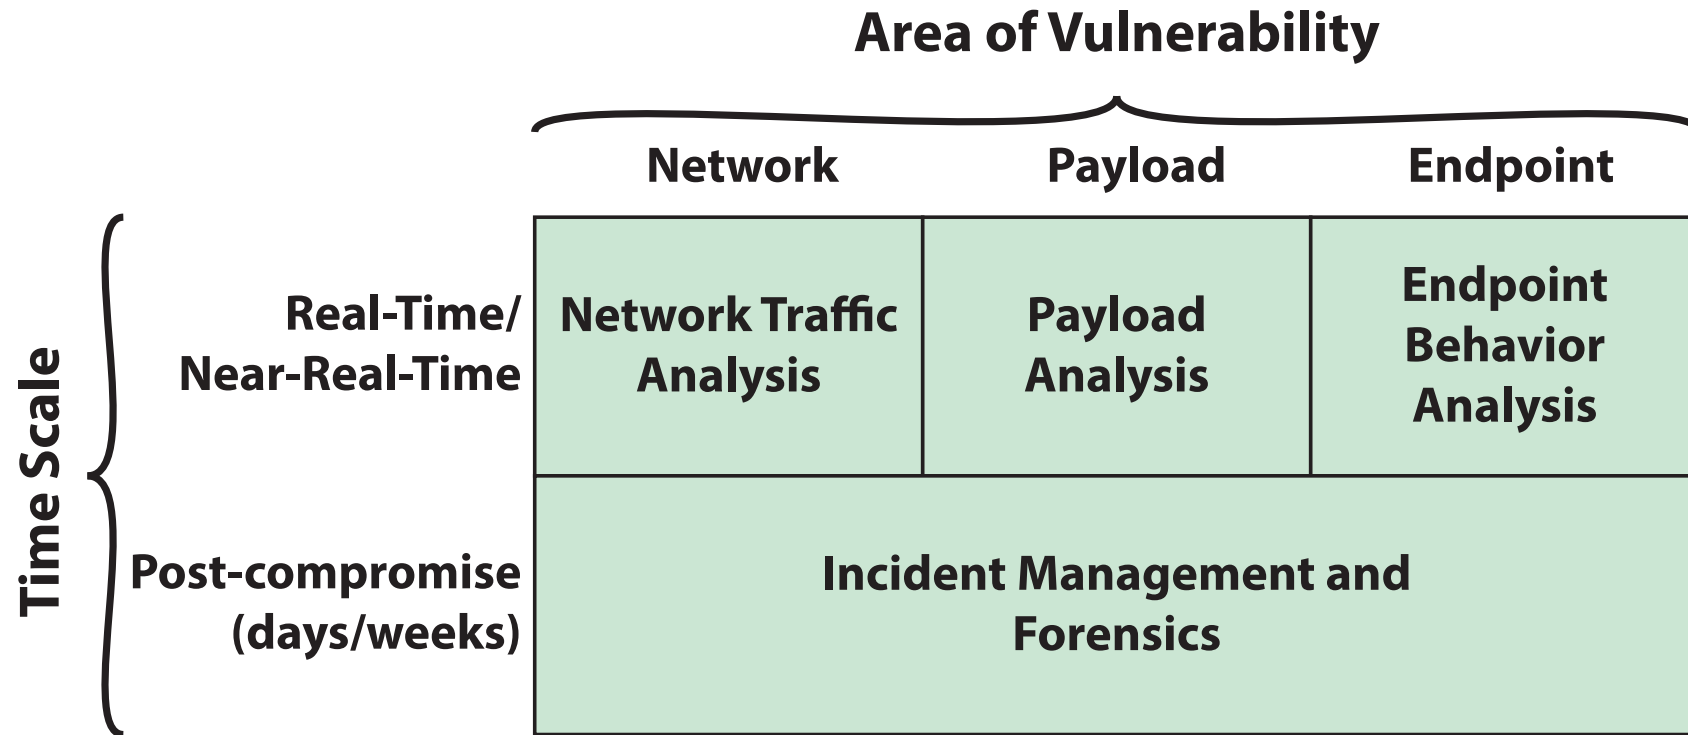 Area of Vulnerability
Network
Payload
Endpoint
Time Scale
Real-Time/
Near-Real-Time
Network Traffic
Analysis
Payload
Analysis
Endpoint
Behavior
Analysis
Post-compromise
(days/weeks)
Incident Management and
Forensics